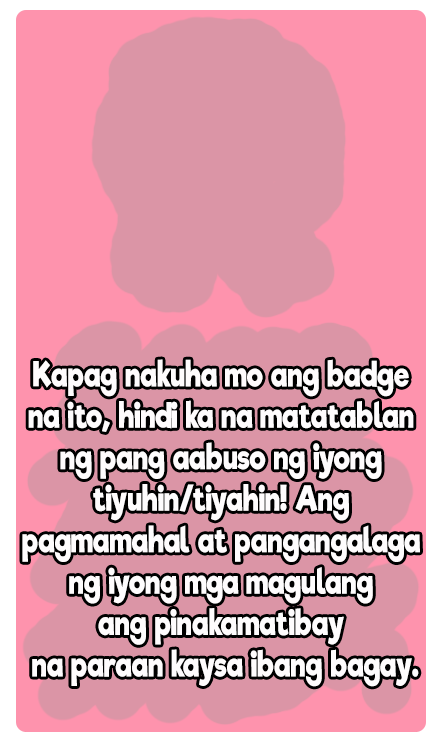 Kapag nakuha mo ang badge
na ito, hindi ka na matatablan
ng pang aabuso ng iyong
tiyuhin/tiyahin! Ang
pagmamahal at pangangalaga
ng iyong mga magulang
ang pinakamatibay
na paraan kaysa ibang bagay.